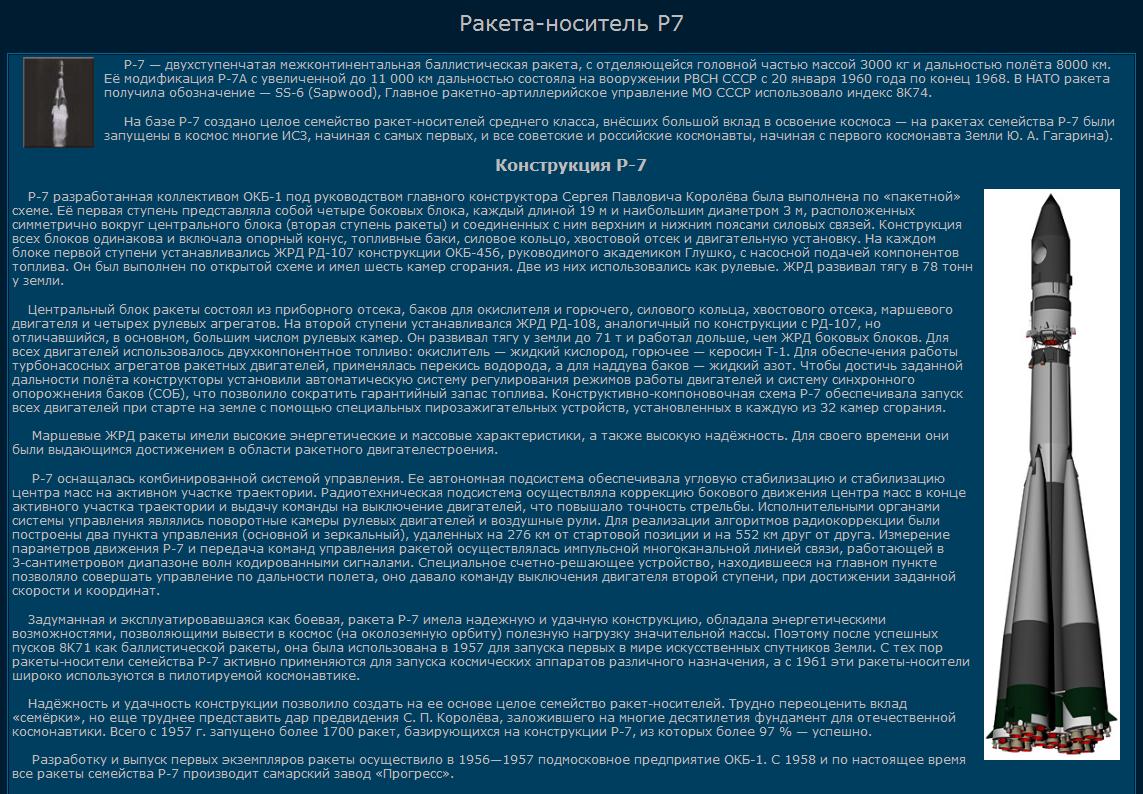 Ракета-носитель Р7
Р-7 — двухступенчатая межконтинентальная баллистическая ракета, с отделяющейся головной частью массой 3000 кг и дальностью полёта 8000 км.
Её модификация Р-7А с увеличенной до 11 000 км дальностью состояла на вооружении РВСН СССР с 20 января 1960 года по конец 1968. В НАТО ракета
получила обозначение — SS-6 (Sapwood), Главное ракетно-артиллерийское управление МО СССР использовало индекс 8К74.
На базе Р-7 создано целое семейство ракет-носителей среднего класса, внёсших большой вклад в освоение космоса — на ракетах семейства Р-7 были
запущены в космос многие ИСЗ, начиная с самых первых, и все советские и российские космонавты, начиная с первого космонавта Земли Ю. А. Гагарина).
Конструкция Р-7
Р-7 разработанная коллективом ОКБ-1 под руководством главного конструктора Сергея Павловича Королёва была выполнена по «пакетной»
схеме. Её первая ступень представляла собой четыре боковых блока, каждый длиной 19 м и наибольшим диаметром 3 м, расположенных
симметрично вокруг центрального блока (вторая ступень ракеты) и соединенных с ним верхним и нижним поясами силовых связей. Конструкция
всех блоков одинакова и включала опорный конус, топливные баки, силовое кольцо, хвостовой отсек и двигательную установку. На каждом
блоке первой ступени устанавливались ЖРД РД-107 конструкции ОКБ-456, руководимого академиком Глушко, с насосной подачей компонентов
топлива. Он был выполнен по открытой схеме и имел шесть камер сгорания. Две из них использовались как рулевые. ЖРД развивал тягу в 78 тонн
у земли.
Центральный блок ракеты состоял из приборного отсека, баков для окислителя и горючего, силового кольца, хвостового отсека, маршевого
двигателя и четырех рулевых агрегатов. На второй ступени устанавливался ЖРД РД-108, аналогичный по конструкции с РД-107, но
отличавшийся, в основном, большим числом рулевых камер. Он развивал тягу у земли до 71 т и работал дольше, чем ЖРД боковых блоков. Для
всех двигателей использовалось двухкомпонентное топливо: окислитель — жидкий кислород, горючее — керосин Т-1. Для обеспечения работы
турбонасосных агрегатов ракетных двигателей, применялась перекись водорода, а для наддува баков — жидкий азот. Чтобы достичь заданной
дальности полёта конструкторы установили автоматическую систему регулирования режимов работы двигателей и систему синхронного
опорожнения баков (СОБ), что позволило сократить гарантийный запас топлива. Конструктивно-компоновочная схема Р-7 обеспечивала запуск
всех двигателей при старте на земле с помощью специальных пирозажигательных устройств, установленных в каждую из 32 камер сгорания.
Маршевые ЖРД ракеты имели высокие энергетические и массовые характеристики, а также высокую надёжность. Для своего времени они
были выдающимся достижением в области ракетного двигателестроения.
Р-7 оснащалась комбинированной системой управления. Ее автономная подсистема обеспечивала угловую стабилизацию и стабилизацию
центра масс на активном участке траектории. Радиотехническая подсистема осуществляла коррекцию бокового движения центра масс в конце
активного участка траектории и выдачу команды на выключение двигателей, что повышало точность стрельбы. Исполнительными органами
системы управления являлись поворотные камеры рулевых двигателей и воздушные рули. Для реализации алгоритмов радиокоррекции были
построены два пункта управления (основной и зеркальный), удаленных на 276 км от стартовой позиции и на 552 км друг от друга. Измерение
параметров движения Р-7 и передача команд управления ракетой осуществлялась импульсной многоканальной линией связи, работающей в
3-сантиметровом диапазоне волн кодированными сигналами. Специальное счетно-решающее устройство, находившееся на главном пункте
позволяло совершать управление по дальности полета, оно давало команду выключения двигателя второй ступени, при достижении заданной
скорости и координат.
Задуманная и эксплуатировавшаяся как боевая, ракета Р-7 имела надежную и удачную конструкцию, обладала энергетическими
возможностями, позволяющими вывести в космос (на околоземную орбиту) полезную нагрузку значительной массы. Поэтому после успешных
пусков 8К71 как баллистической ракеты, она была использована в 1957 для запуска первых в мире искусственных спутников Земли. С тех пор
ракеты-носители семейства Р-7 активно применяются для запуска космических аппаратов различного назначения, а с 1961 эти ракеты-носители
широко используются в пилотируемой космонавтике.
Надёжность и удачность конструкции позволило создать на ее основе целое семейство ракет-носителей. Трудно переоценить вклад
«семёрки», но еще труднее представить дар предвидения С. П. Королёва, заложившего на многие десятилетия фундамент для отечественной
космонавтики. Всего с 1957 г. запущено более 1700 ракет, базирующихся на конструкции Р-7, из которых более 97 % — успешно.
Разработку и выпуск первых экземпляров ракеты осуществило в 1956—1957 подмосковное предприятие ОКБ-1. С 1958 и по настоящее время
все ракеты семейства Р-7 производит самарский завод «Прогресс».